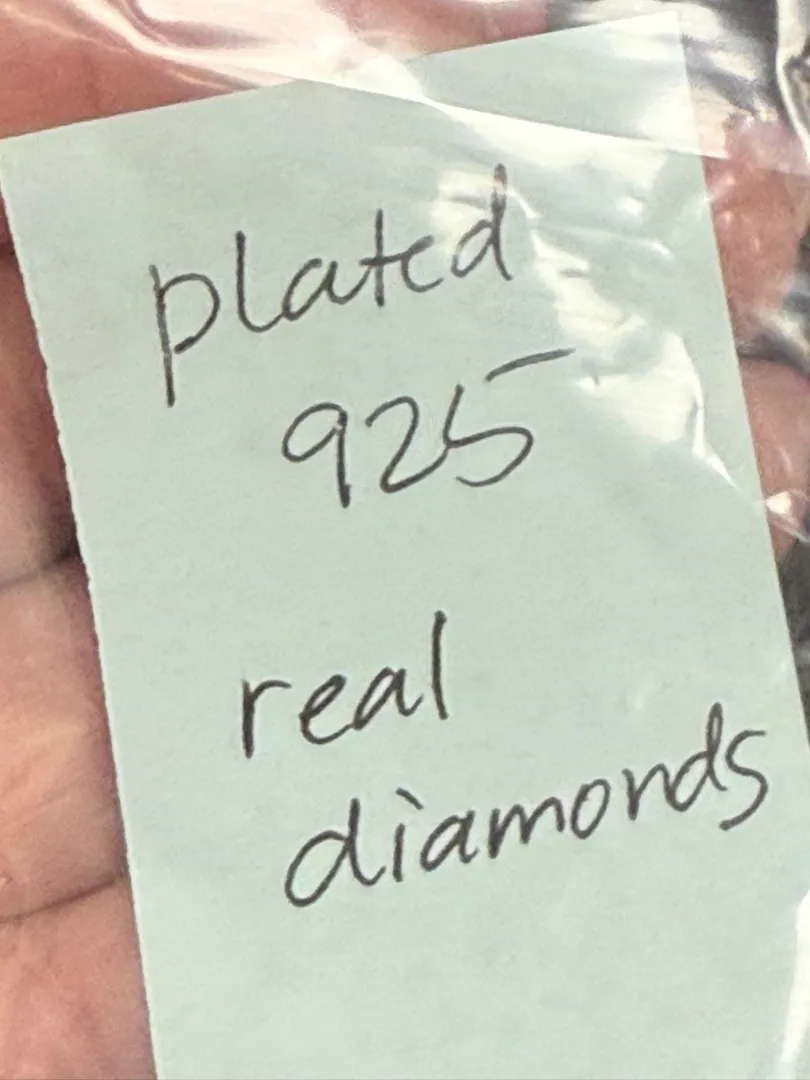 plated
925
real
diamonds